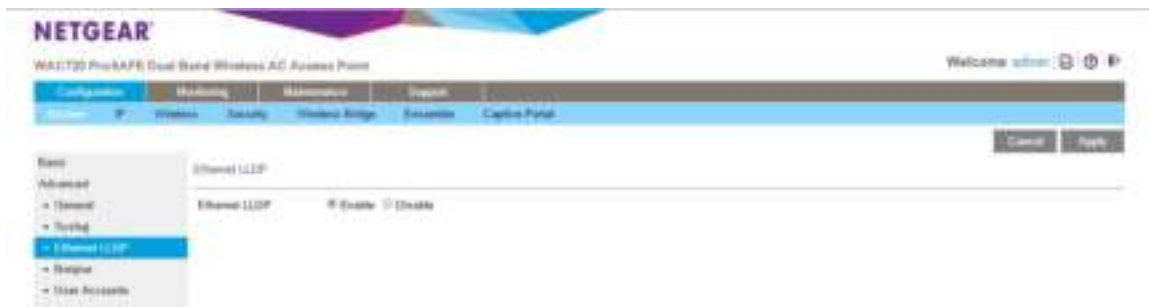 NETGEAR
WAC720 ProSAFE Dual Band Wireless AC Access Point
Welcome admin
Configuration Monitoring Maintenance Support
System IP Wireless Security Wireless Bridge Ensemble Captive Portal
Cancel Apply
Basic
Advanced
General
Syslog
Ethernet LLDP
Bonjour
User Accounts
Ethernet LLDP
Ethernet LLDP Enable Disable